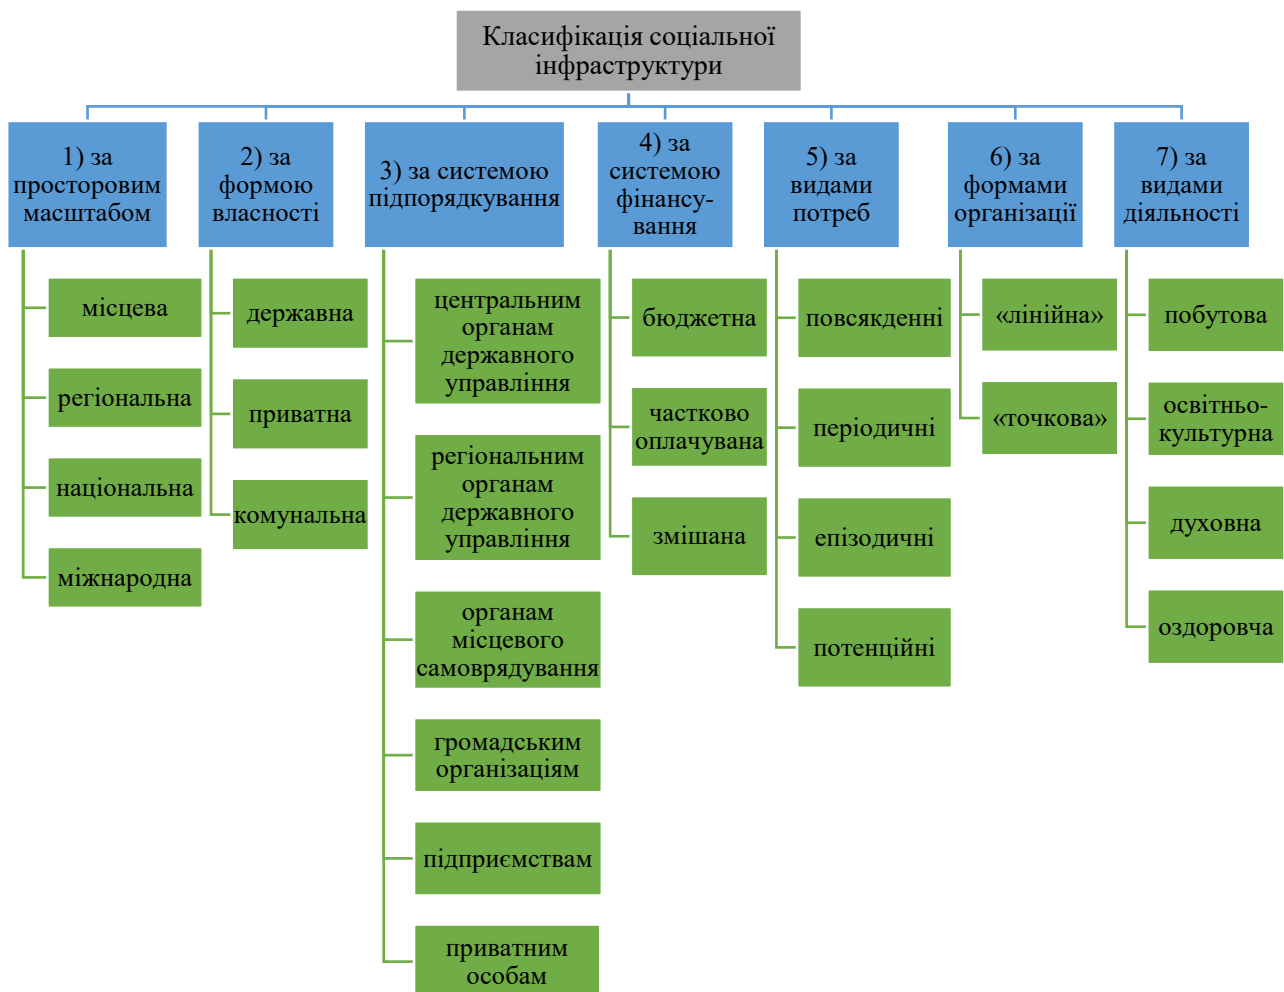 Класифікація соціальної
інфраструктури
1) за
просторовим
масштабом
місцева
регіональна
національна
міжнародна
2) за
формою
власності
державна
приватна
комунальна
3) за системою
підпорядкування
центральним
органам
державного
управління
регіональним
органам
державного
управління
органам
місцевого
самоврядування
громадським
організаціям
підприємствам
приватним
особам
4) за
системою
фінансу-
вання
бюджетна
частково
оплачувана
змішана
5) за
видами
потреб
повсякденні
періодичні
епізодичні
потенційні
6) за
формами
організації
«лінійна»
«точкова»
7) за
видами
діяльності
побутова
освітньо-
культурна
духовна
оздоровча